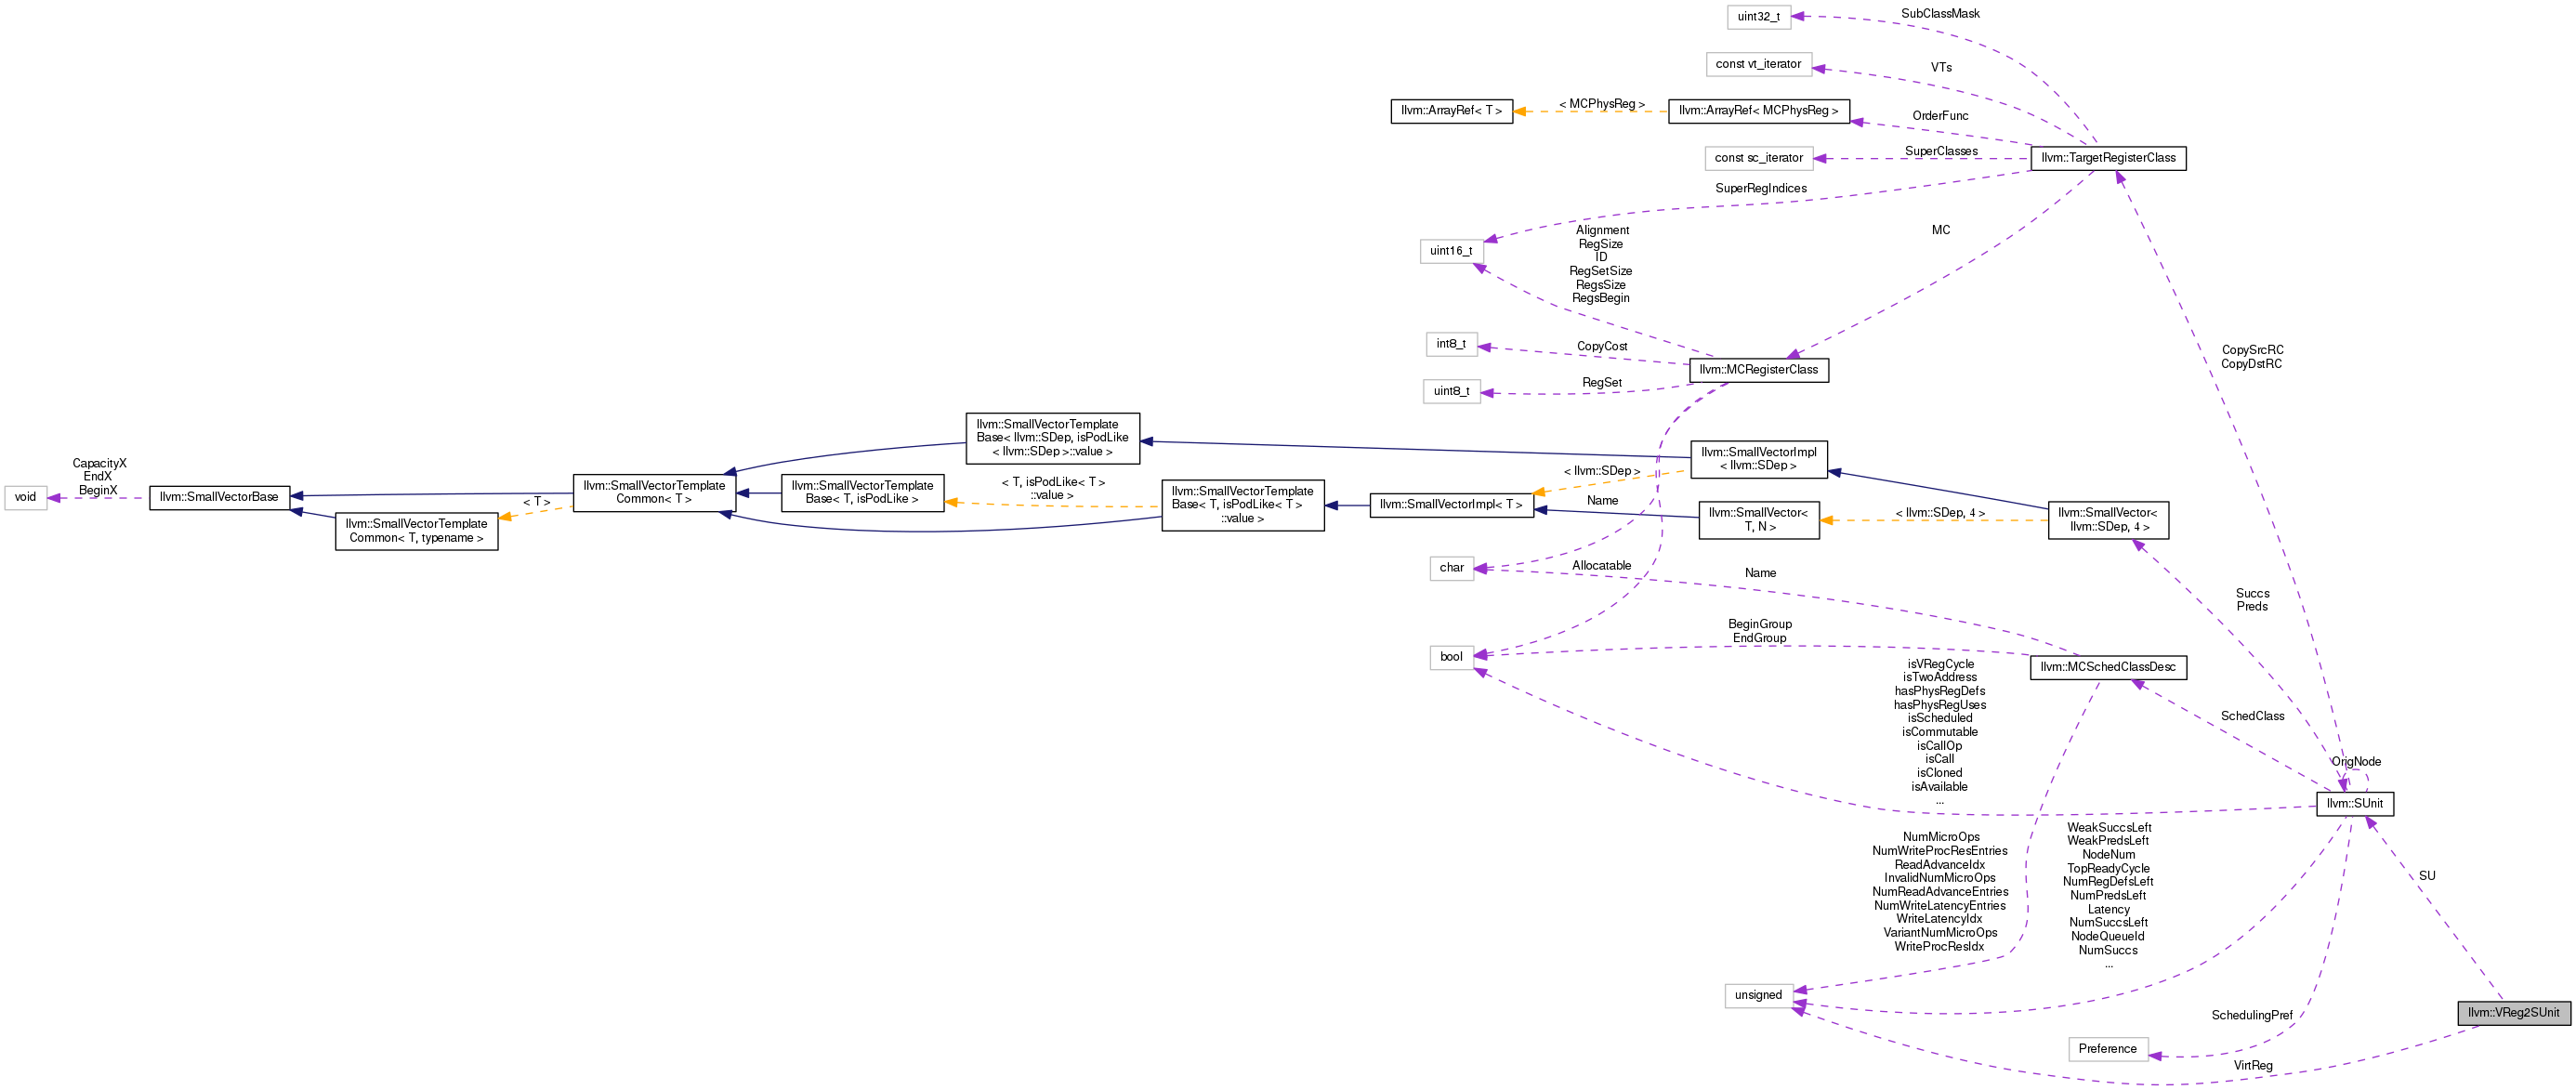 uint32_t
SubClassMask
const vt_iterator
VTs
llvm::ArrayRef< T >
< MCPhysReg >
llvm::ArrayRef< MCPhysReg >
OrderFunc
const sc_iterator
SuperClasses
llvm::TargetRegisterClass
SuperRegIndices
uint16_t
MC
Alignment
RegSize
ID
RegSetSize
RegsSize
RegsBegin
int8_t
CopyCost
llvm::MCRegisterClass
CopySrcRC
CopyDstRC
uint8_t
RegSet
llvm::SmallVectorTemplate
Base< llvm::SDep, isPodLike
< llvm::SDep >::value >
llvm::SmallVectorImpl
< llvm::SDep >
< llvm::SDep >
void
CapacityX
EndX
BeginX
llvm::SmallVectorBase
llvm::SmallVectorTemplate
Common< T >
llvm::SmallVectorTemplate
Base< T, isPodLike >
< T, isPodLike< T >
::value >
llvm::SmallVectorTemplate
Base< T, isPodLike< T >
::value >
llvm::SmallVectorImpl< T >
Name
llvm::SmallVector<
T, N >
< llvm::SDep, 4 >
llvm::SmallVector<
llvm::SDep, 4 >
< T >
llvm::SmallVectorTemplate
Common< T, typename >
char
Allocatable
Name
Succs
Preds
bool
BeginGroup
EndGroup
llvm::MCSchedClassDesc
isVRegCycle
isTwoAddress
hasPhysRegDefs
hasPhysRegUses
isScheduled
isCommutable
isCallOp
isCall
isCloned
isAvailable
...
SchedClass
OrigNode
llvm::SUnit
NumMicroOps
NumWriteProcResEntries
ReadAdvanceIdx
InvalidNumMicroOps
NumReadAdvanceEntries
NumWriteLatencyEntries
WriteLatencyIdx
VariantNumMicroOps
WriteProcResIdx
WeakSuccsLeft
WeakPredsLeft
NodeNum
TopReadyCycle
NumRegDefsLeft
NumPredsLeft
Latency
NumSuccsLeft
NodeQueueId
NumSuccs
...
SU
unsigned
llvm::VReg2SUnit
SchedulingPref
Preference
VirtReg